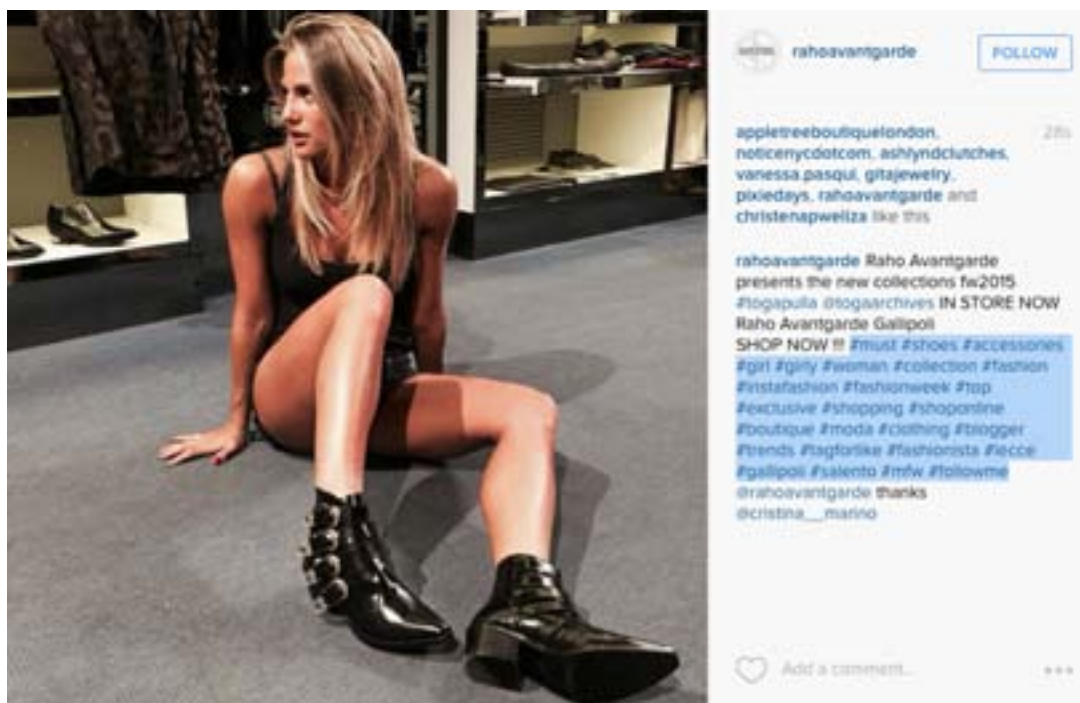 rahoavantgarde
FOLLOW
appletreeboutiquelondon,
28s
noticenycdotcom, ashlyndclutches,
vanessa.pasqui, gitajewelry,
pixiedays, rahoavantgarde and
christenapweliza like this
rahoavantgarde Raho Avantgarde
presents the new collections fw2015
#togapulla @togaarchives IN STORE NOW
Raho Avantgarde Gallipoli
SHOP NOW !!! #must #shoes #accessories
#girl #girly #woman #collection #fashion
#instafashion #fashionweek #top
#exclusive #shopping #shoponline
#boutique #moda #clothing #blogger
#trends #tagforlike #fashionista #lecce
#gallipoli #salento #mfw #followme
@rahoavantgarde thanks
@cristina__marino
Add a comment...